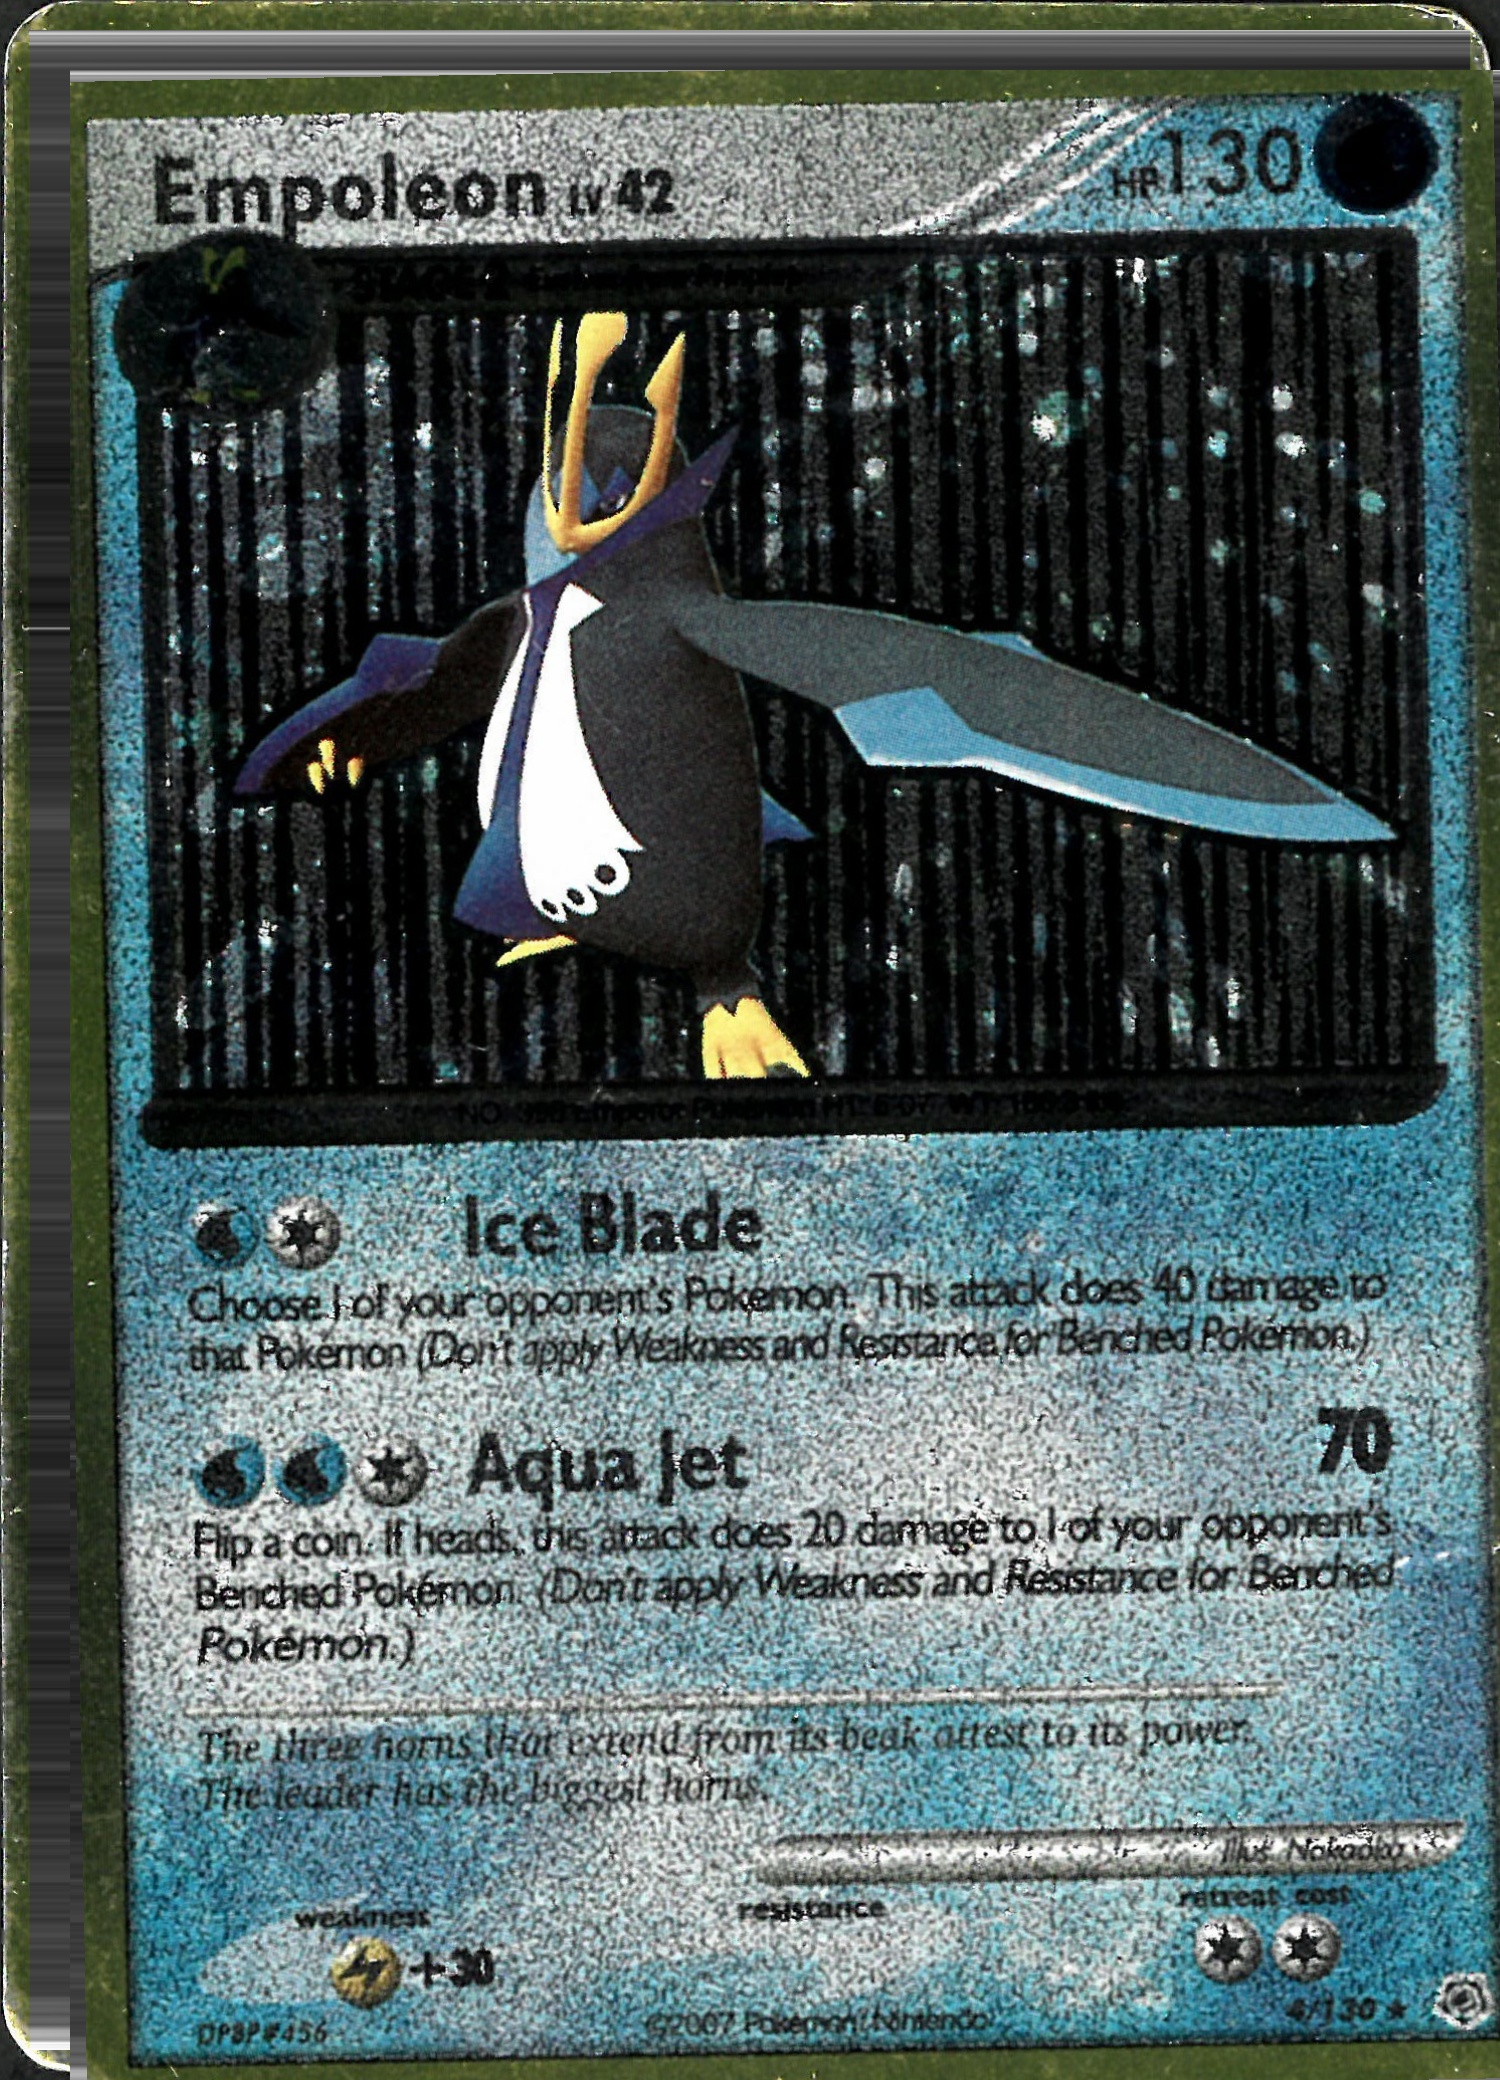 Empoleon LV.42
HP 130
Ice Blade
Choose 1 of your opponent's Pokémon. This attack does 40 damage to
that Pokémon (Don't apply Weakness and Resistance for Benched Pokémon.)
Aqua Jet 70
Flip a coin. If heads, this attack does 20 damage to 1 of your opponent's
Benched Pokémon. (Don't apply Weakness and Resistance for Benched
Pokémon.)
The three horns that extend from its beak attest to its power.
The leader has the biggest horns.
Illus. Nakaoka
weakness resistance retreat cost
+30
DPBP#456 ©2007 Pokémon/Nintendo 4/130